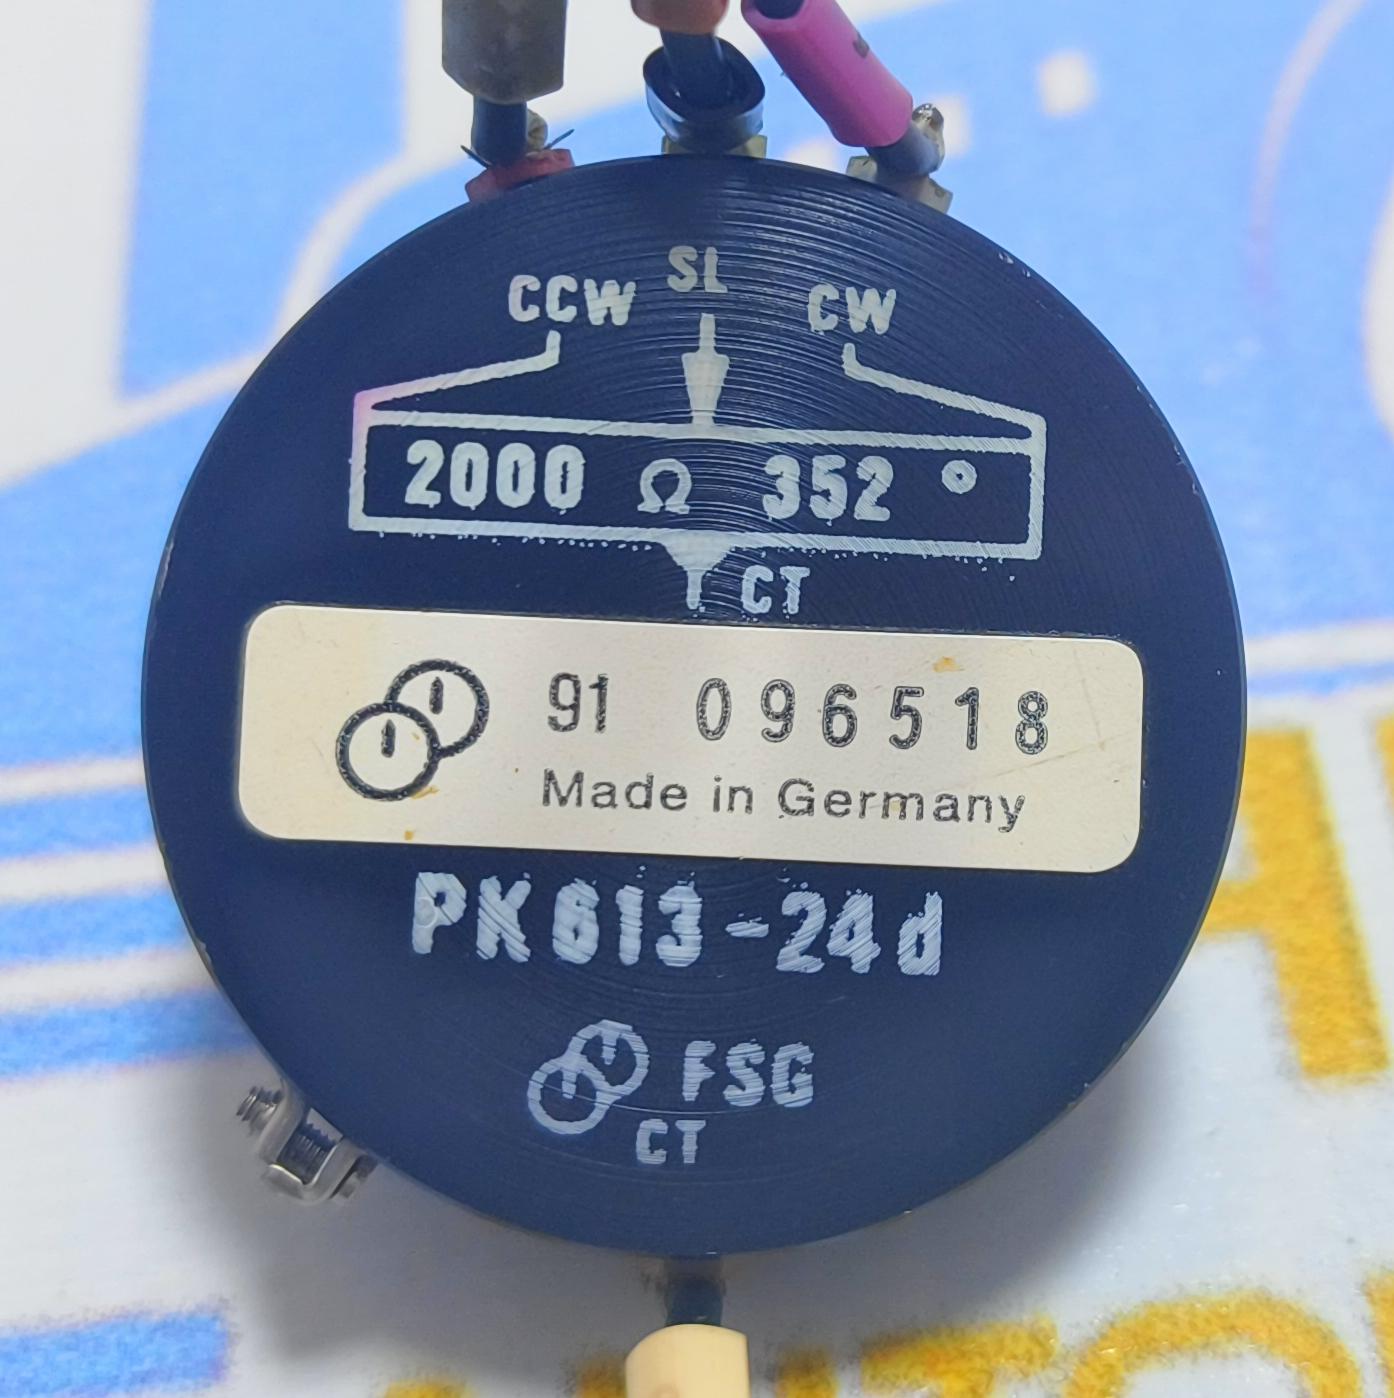 SL
CCW CW
2000 Ω 352 °
CT
91 096518
Made in Germany
PK613-24d
FSG
CT